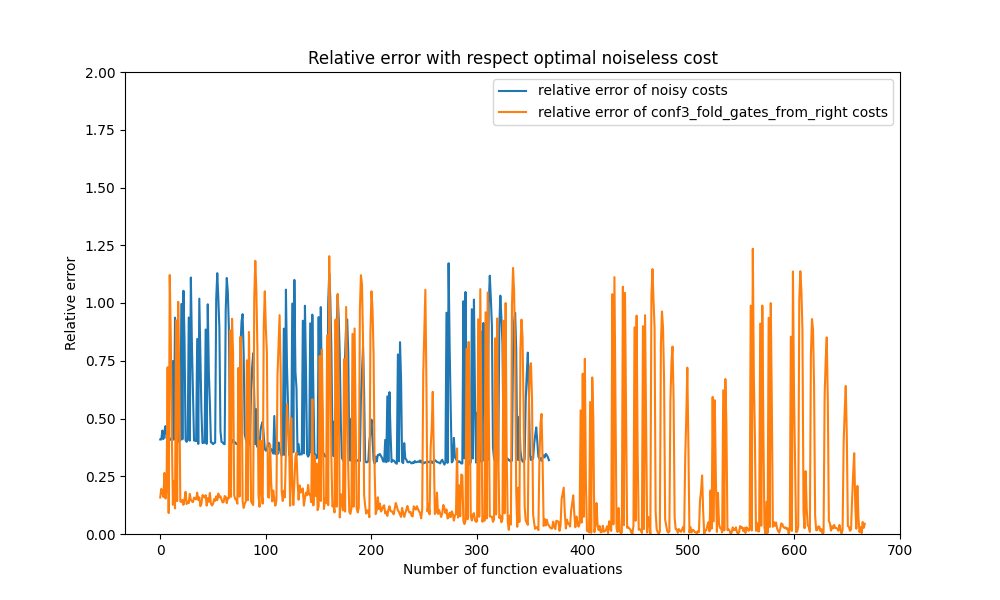 Relative error with respect optimal noiseless cost
relative error of noisy costs
relative error of conf3_fold_gates_from_right costs
2.00
1.75
1.50
1.25
1.00
0.75
0.50
0.25
0.00
Relative error
0 100 200 300 400 500 600 700
Number of function evaluations